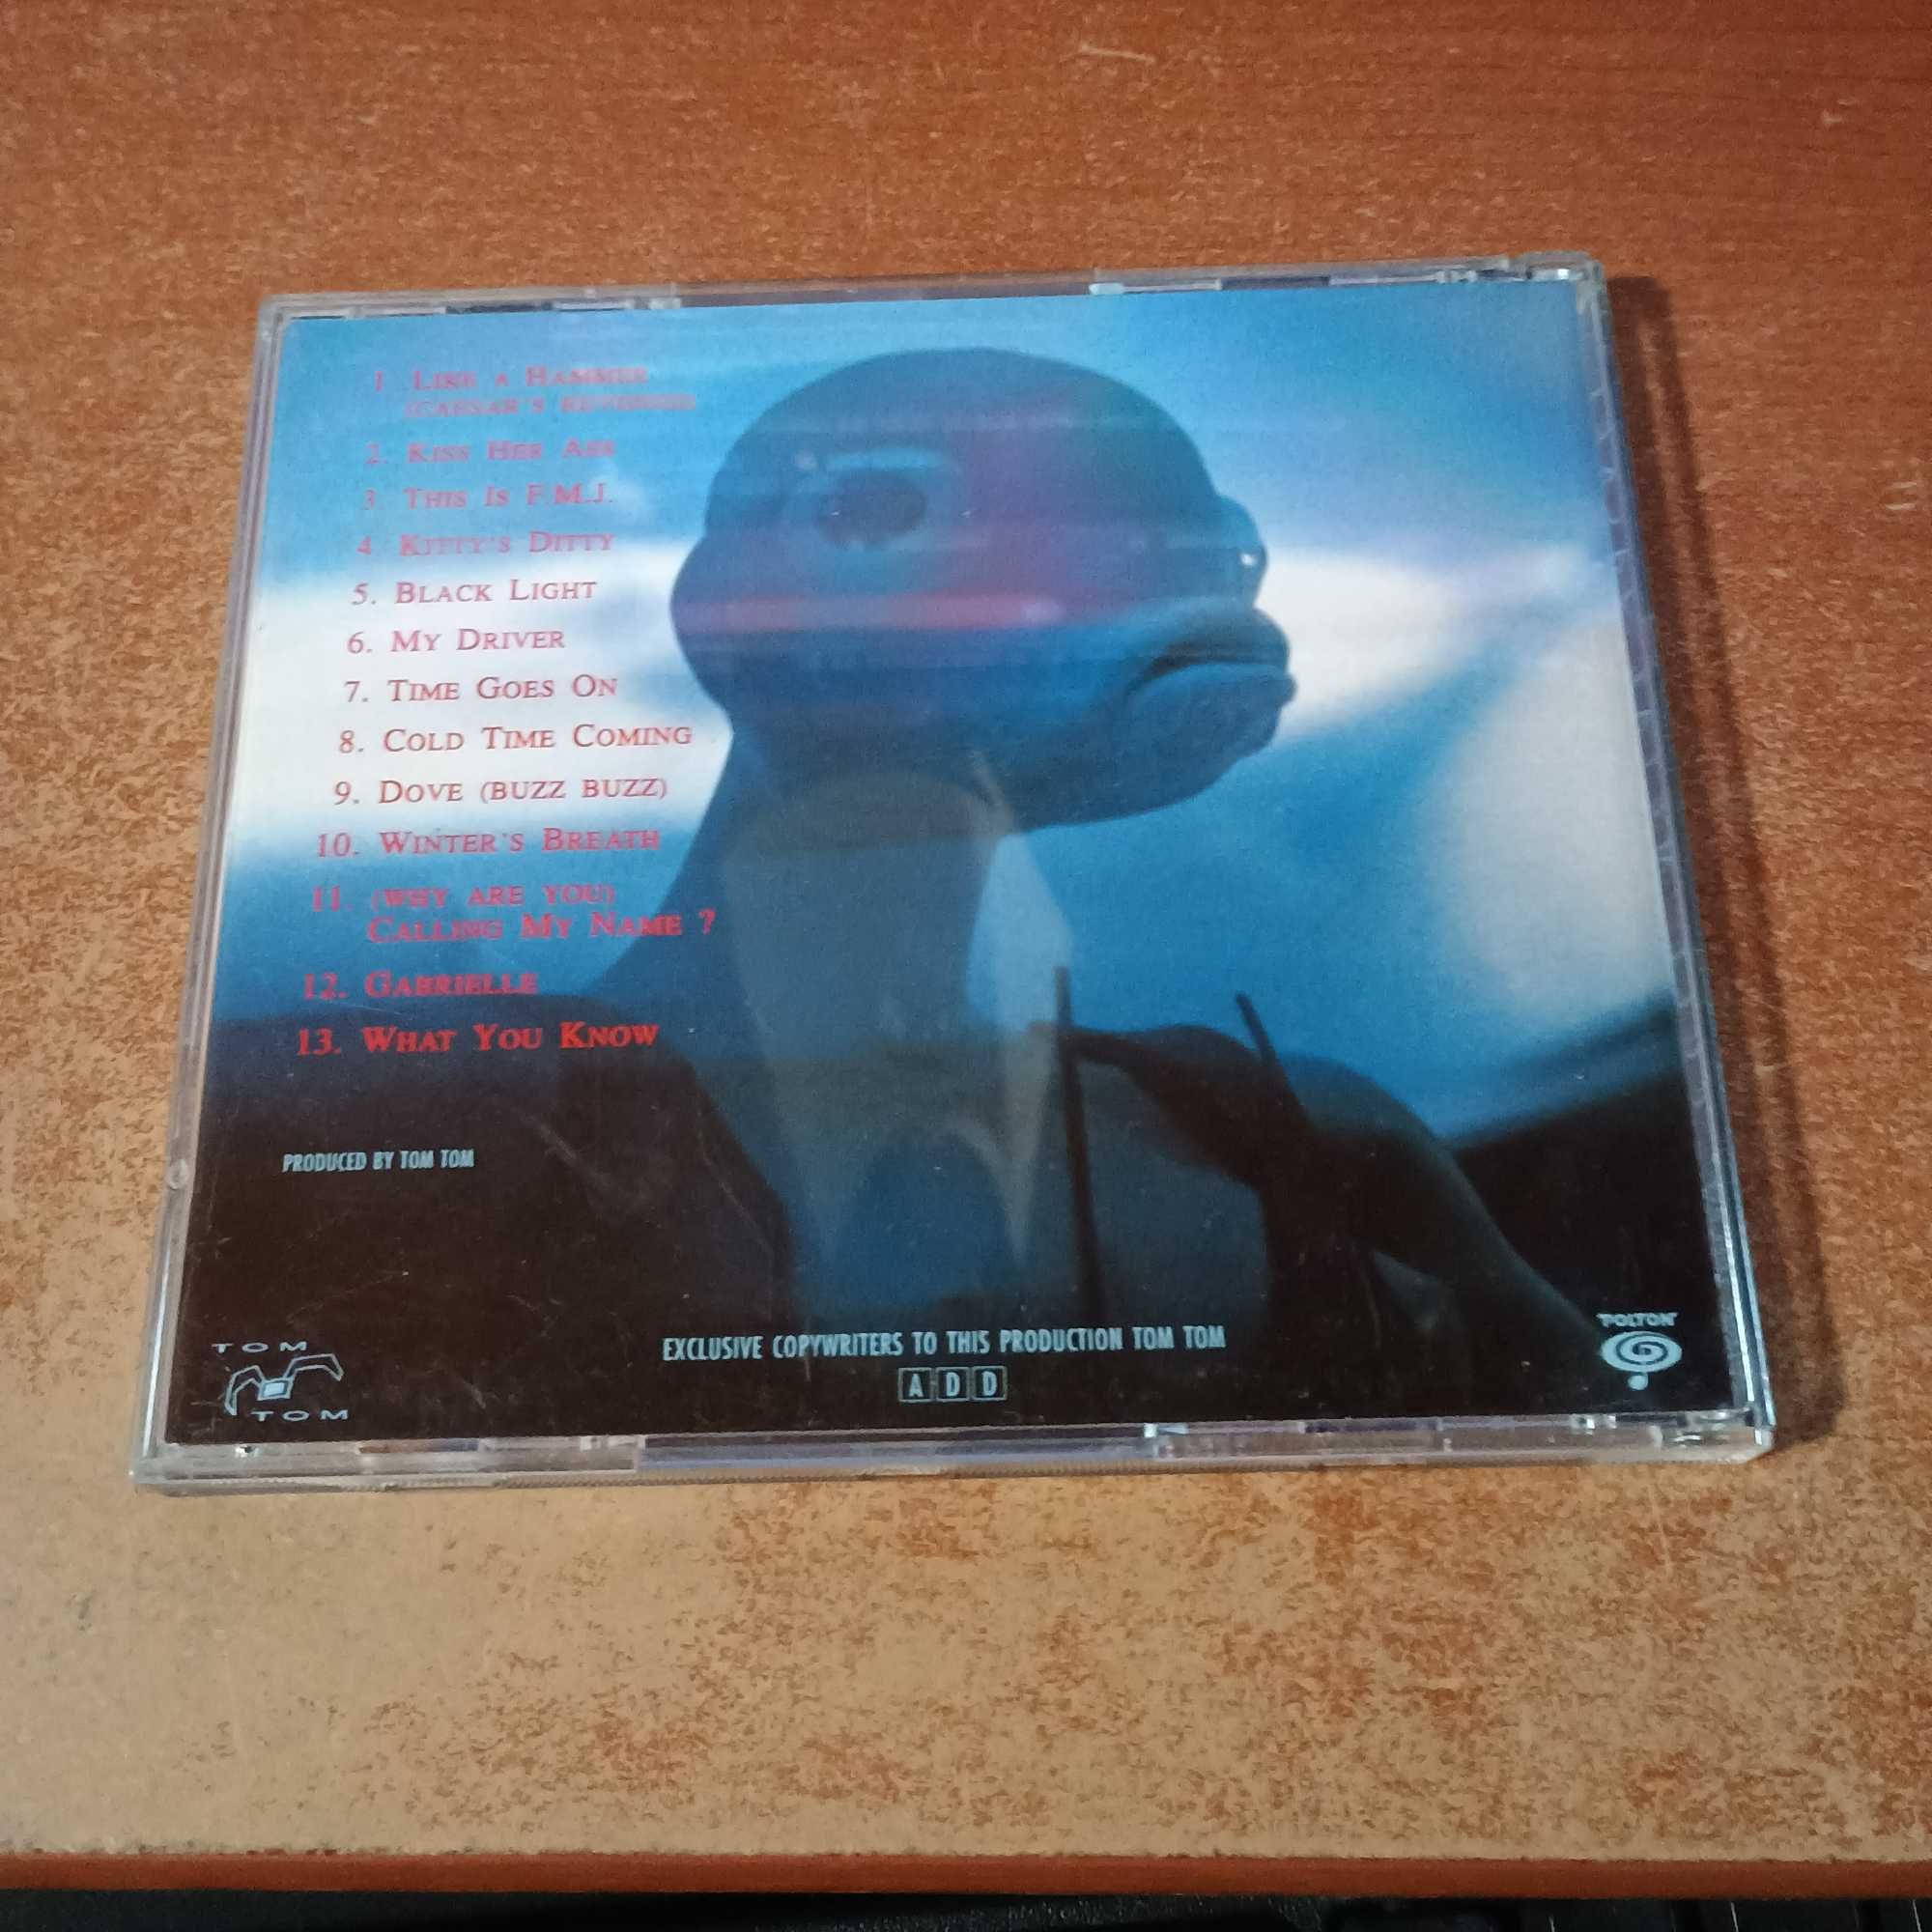 1. LIKE A HAMMER
(CAESAR'S REVENGE)
2. KISS HER ASS
3. THIS IS F.M.J.
4. KITTY'S DITTY
5. BLACK LIGHT
6. MY DRIVER
7. TIME GOES ON
8. COLD TIME COMING
9. DOVE (BUZZ BUZZ)
10. WINTER'S BREATH
11. (WHY ARE YOU)
CALLING MY NAME ?
12. GABRIELLE
13. WHAT YOU KNOW
PRODUCED BY TOM TOM
TOM
TOM
EXCLUSIVE COPYWRITERS TO THIS PRODUCTION TOM TOM
ADD
POLTON